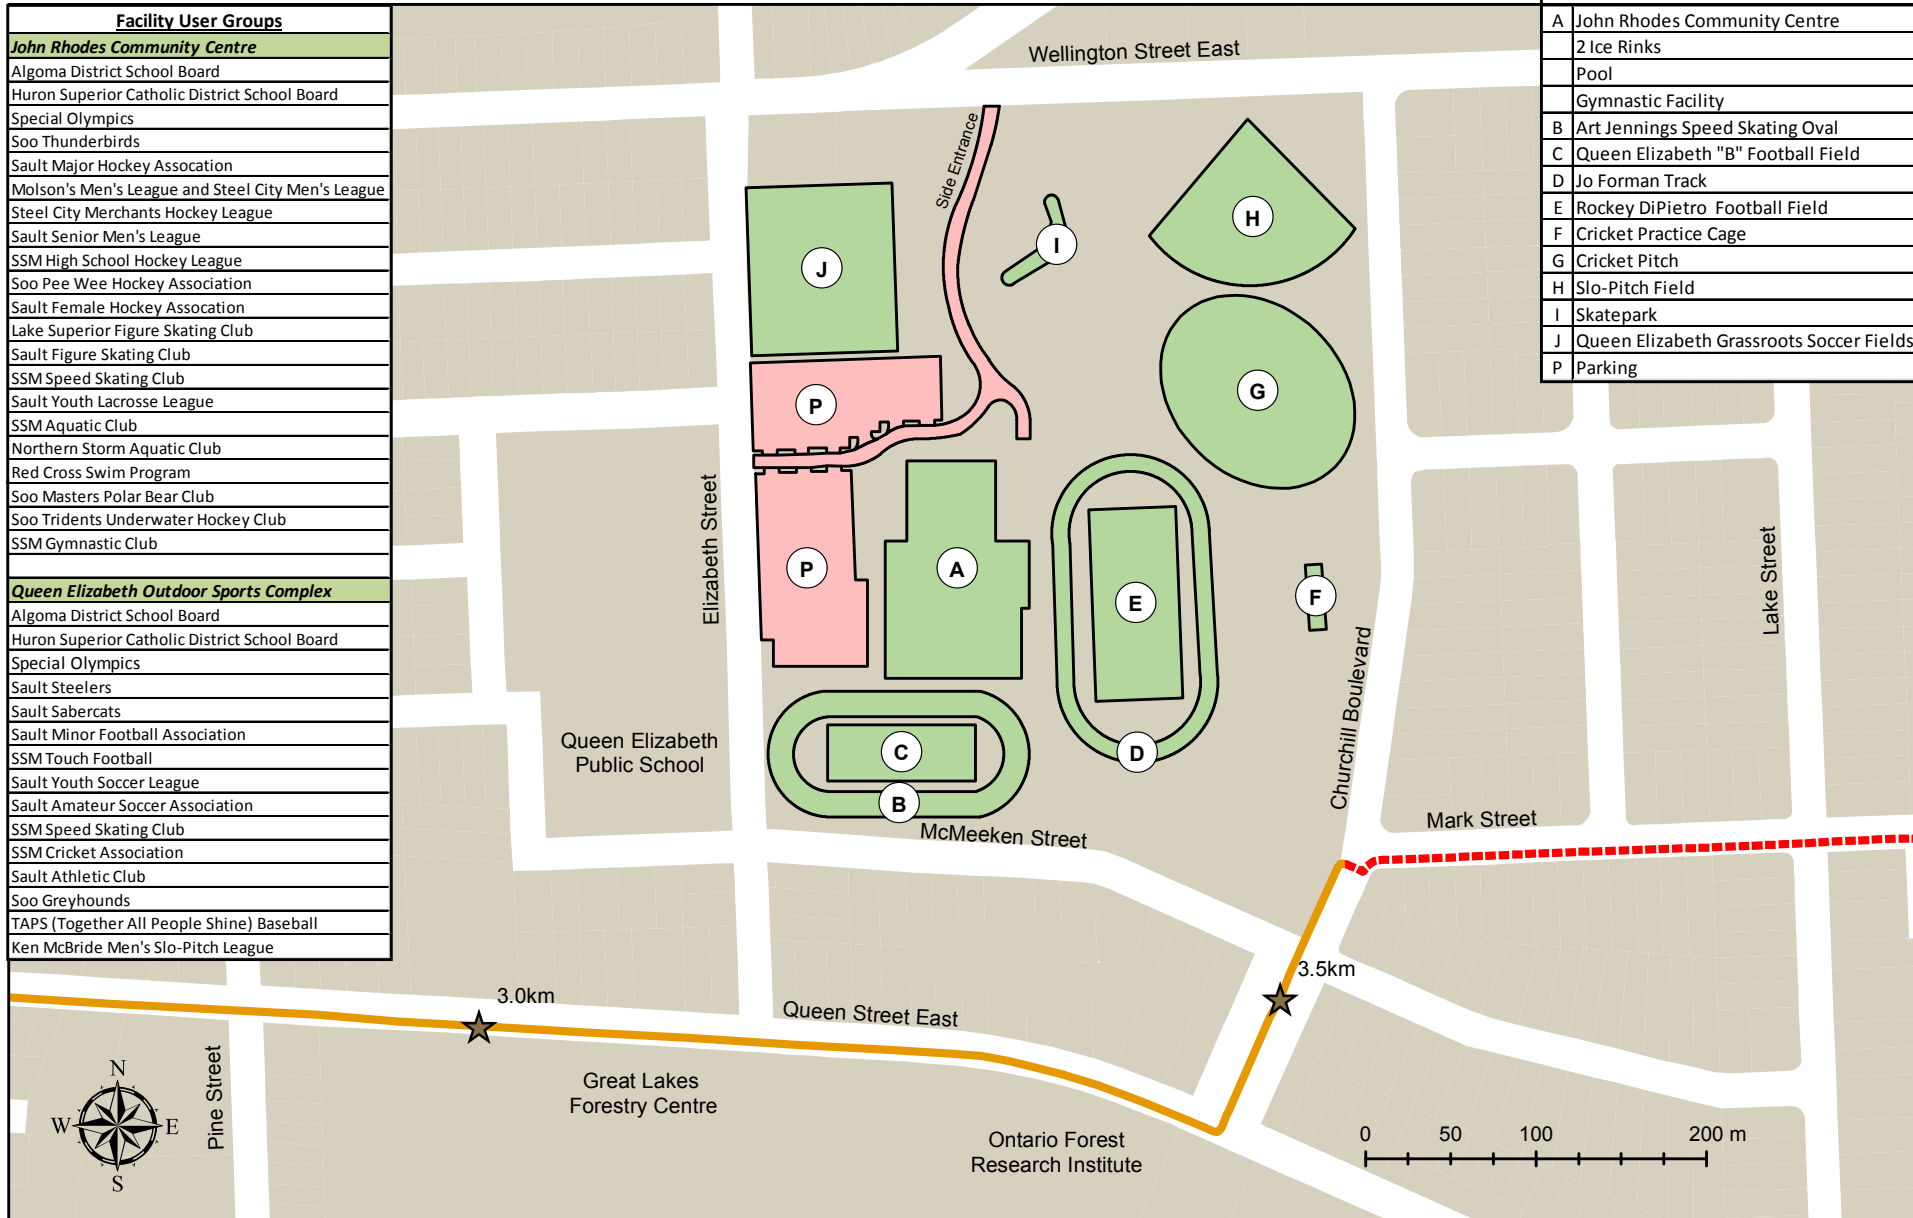 Facility User Groups
John Rhodes Community Centre
Algoma District School Board
Huron Superior Catholic District School Board
Special Olympics
Soo Thunderbirds
Sault Major Hockey Assocation
Molson's Men's League and Steel City Men's League
Steel City Merchants Hockey League
Sault Senior Men's League
SSM High School Hockey League
Soo Pee Wee Hockey Association
Sault Female Hockey Assocation
Lake Superior Figure Skating Club
Sault Figure Skating Club
SSM Speed Skating Club
Sault Youth Lacrosse League
SSM Aquatic Club
Northern Storm Aquatic Club
Red Cross Swim Program
Soo Masters Polar Bear Club
Soo Tridents Underwater Hockey Club
SSM Gymnastic Club
Queen Elizabeth Outdoor Sports Complex
Algoma District School Board
Huron Superior Catholic District School Board
Special Olympics
Sault Steelers
Sault Sabercats
Sault Minor Football Association
SSM Touch Football
Sault Youth Soccer League
Sault Amateur Soccer Association
SSM Speed Skating Club
SSM Cricket Association
Sault Athletic Club
Soo Greyhounds
TAPS (Together All People Shine) Baseball
Ken McBride Men's Slo-Pitch League
A John Rhodes Community Centre
2 Ice Rinks
Pool
Gymnastic Facility
B Art Jennings Speed Skating Oval
C Queen Elizabeth "B" Football Field
D Jo Forman Track
E Rockey DiPietro Football Field
F Cricket Practice Cage
G Cricket Pitch
H Slo-Pitch Field
I Skatepark
J Queen Elizabeth Grassroots Soccer Fields
P Parking
Wellington Street East
Side Entrance
H
I
J
G
P
Elizabeth Street
P
A
E
F
Lake Street
Churchill Boulevard
Queen Elizabeth
Public School
C
D
B
McMeeken Street
Mark Street
3.5km
3.0km
Queen Street East
Pine Street
Great Lakes
Forestry Centre
Ontario Forest
Research Institute
N
W
E
S
0 50 100 200 m